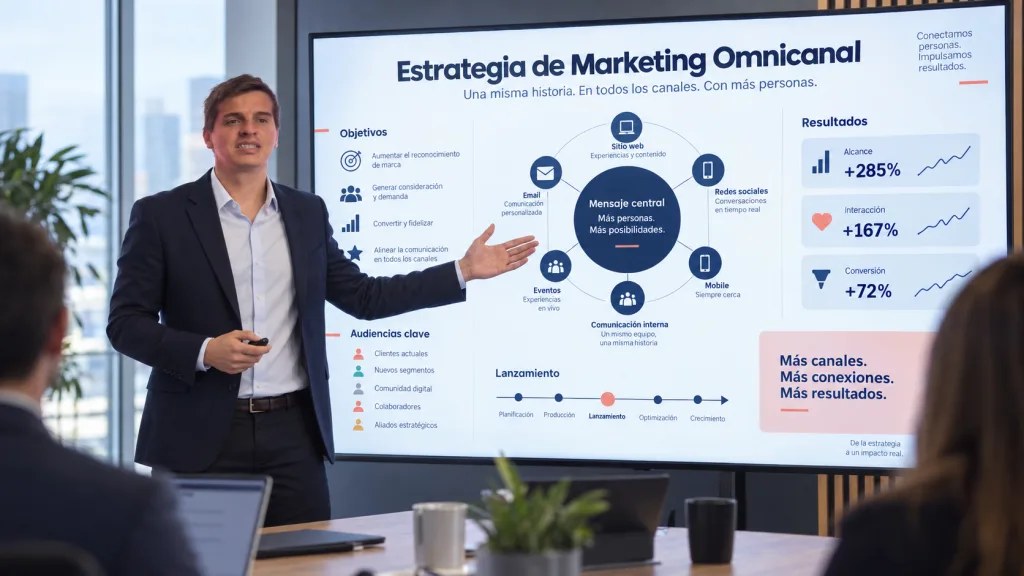 Estrategia de Marketing Omnicanal
Una misma historia. En todos los canales. Con más personas.
Conectamos
personas.
Impulsamos
resultados.
Objetivos
Aumentar el reconocimiento
de marca
Generar consideración
y demanda
Convertir y fidelizar
Alinear la comunicación
en todos los canales
Audiencias clave
Clientes actuales
Nuevos segmentos
Comunidad digital
Colaboradores
Aliados estratégicos
Sitio web
Experiencias y contenido
Email
Comunicación
personalizada
Redes sociales
Conversaciones
en tiempo real
Mensaje central
Más personas.
Más posibilidades.
Eventos
Experiencias
en vivo
Mobile
Siempre cerca
Comunicación interna
Un mismo equipo,
una misma historia
Lanzamiento
Planificación
Producción
Lanzamiento
Optimización
Crecimiento
Resultados
Alcance
+285%
Interacción
+167%
Conversión
+72%
Más canales.
Más conexiones.
Más resultados.
De la estrategia
a un impacto real.